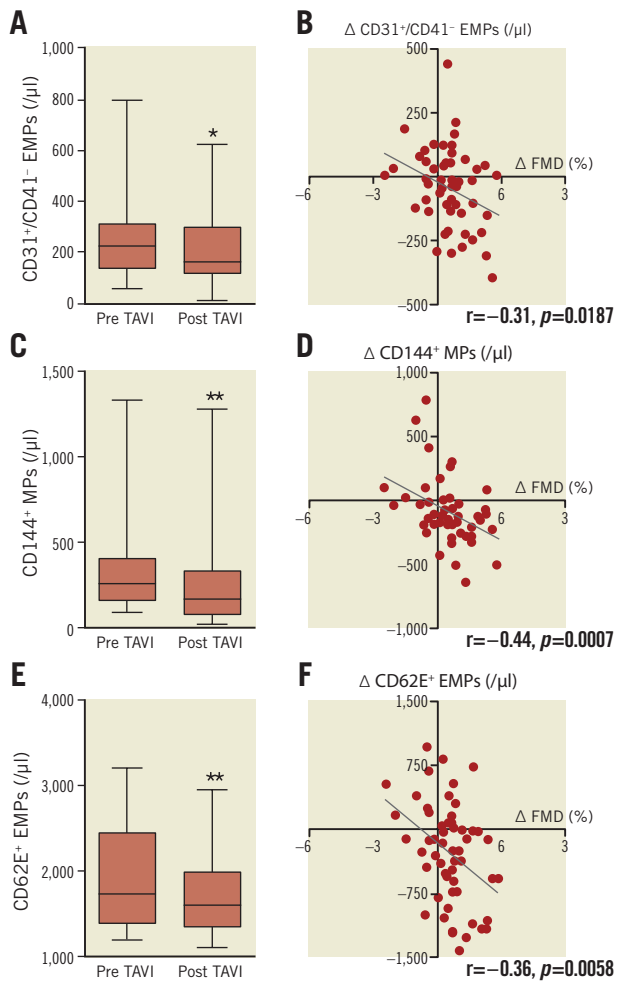 A
CD31⁺/CD41⁻ EMPs (/μl)
1,000
800
600
400
200
0
*
Pre TAVI Post TAVI
B
Δ CD31⁺/CD41⁻ EMPs (/μl)
500
250
Δ FMD (%)
−6 −3 6 3
−250
−500
r=−0.31, p=0.0187
C
CD144⁺ MPs (/μl)
1,500
1,000
500
0
**
Pre TAVI Post TAVI
D
Δ CD144⁺ MPs (/μl)
1,000
500
Δ FMD (%)
−6 −3 6 3
−500
−1,000
r=−0.44, p=0.0007
E
CD62E⁺ EMPs (/μl)
4,000
3,000
2,000
1,000
**
Pre TAVI Post TAVI
F
Δ CD62E⁺ EMPs (/μl)
1,500
750
Δ FMD (%)
−6 −3 6 3
−750
−1,500
r=−0.36, p=0.0058